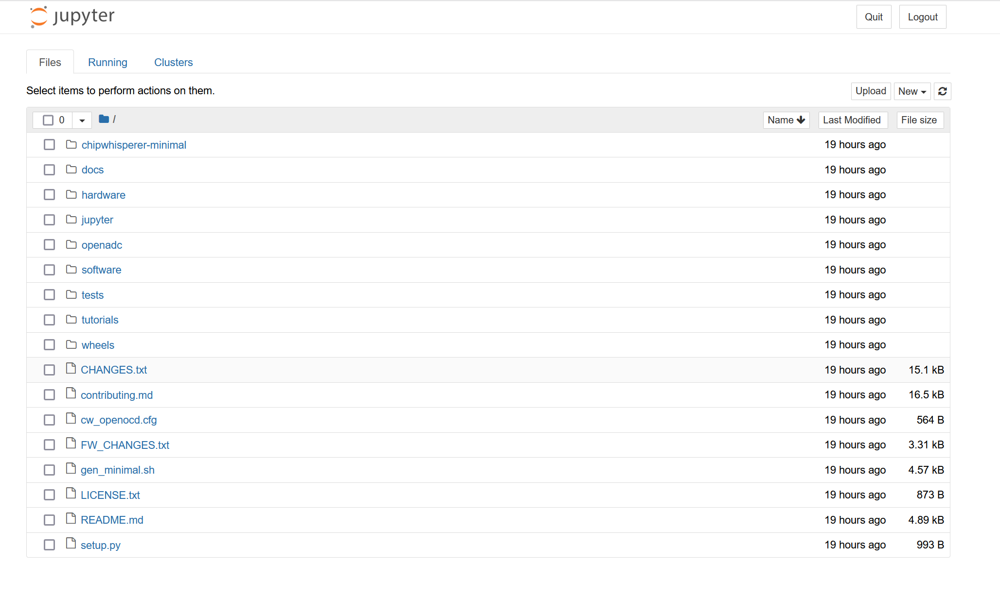 jupyter Quit Logout
Files Running Clusters
Select items to perform actions on them. Upload New
0 / Name Last Modified File size
chipwhisperer-minimal 19 hours ago
docs 19 hours ago
hardware 19 hours ago
jupyter 19 hours ago
openadc 19 hours ago
software 19 hours ago
tests 19 hours ago
tutorials 19 hours ago
wheels 19 hours ago
CHANGES.txt 19 hours ago 15.1 kB
contributing.md 19 hours ago 16.5 kB
cw_openocd.cfg 19 hours ago 564 B
FW_CHANGES.txt 19 hours ago 3.31 kB
gen_minimal.sh 19 hours ago 4.57 kB
LICENSE.txt 19 hours ago 873 B
README.md 19 hours ago 4.89 kB
setup.py 19 hours ago 993 B